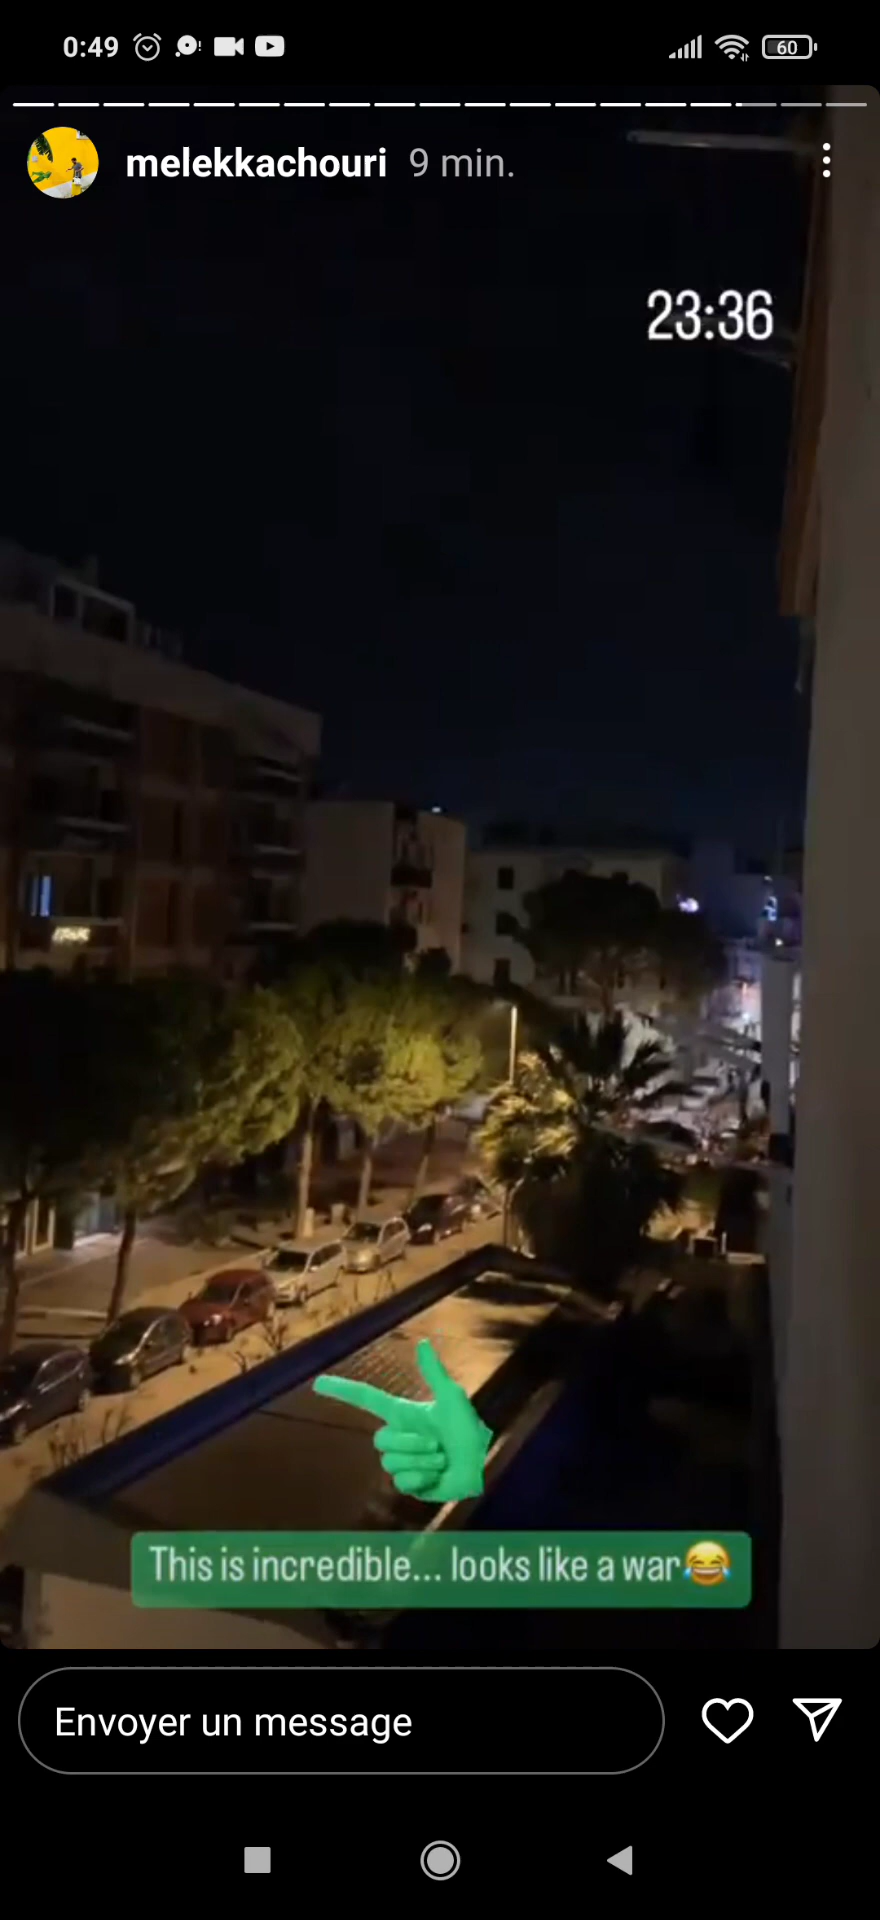 0:49
60
melekkachouri 9 min.
23:36
This is incredible... looks like a war😂
Envoyer un message